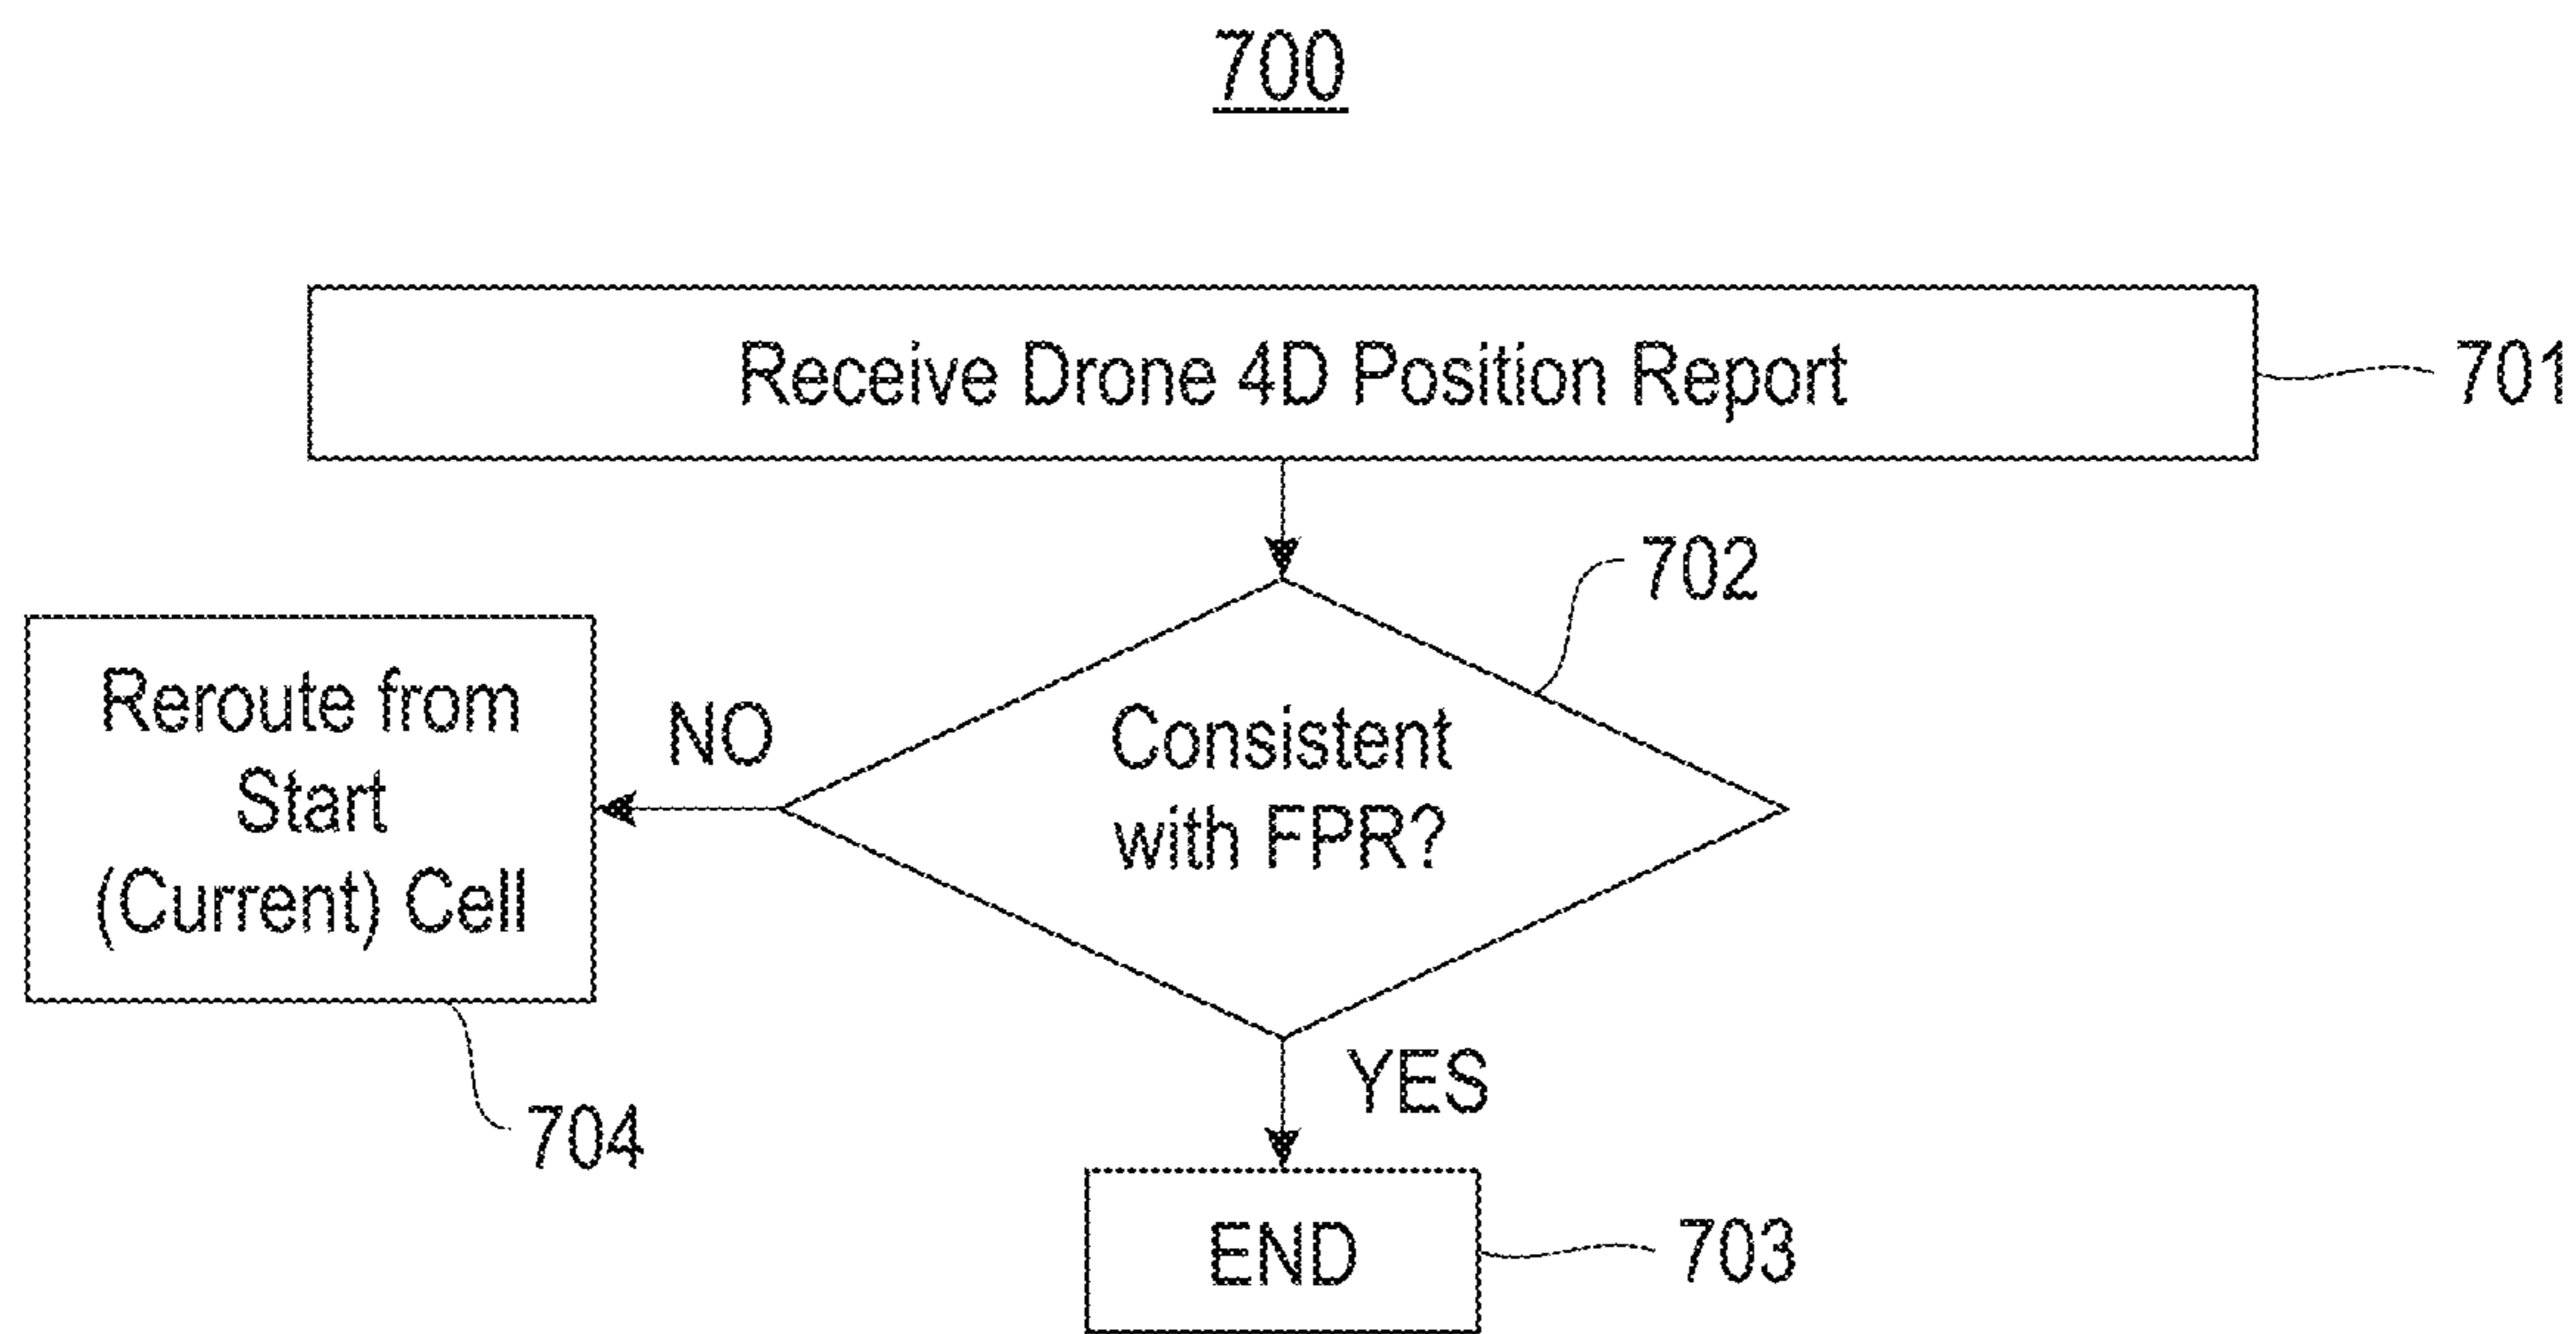 700
Receive Drone 4D Position Report
701
702
Reroute from
Start
(Current) Cell
NO
Consistent
with FPR?
YES
704
END
703